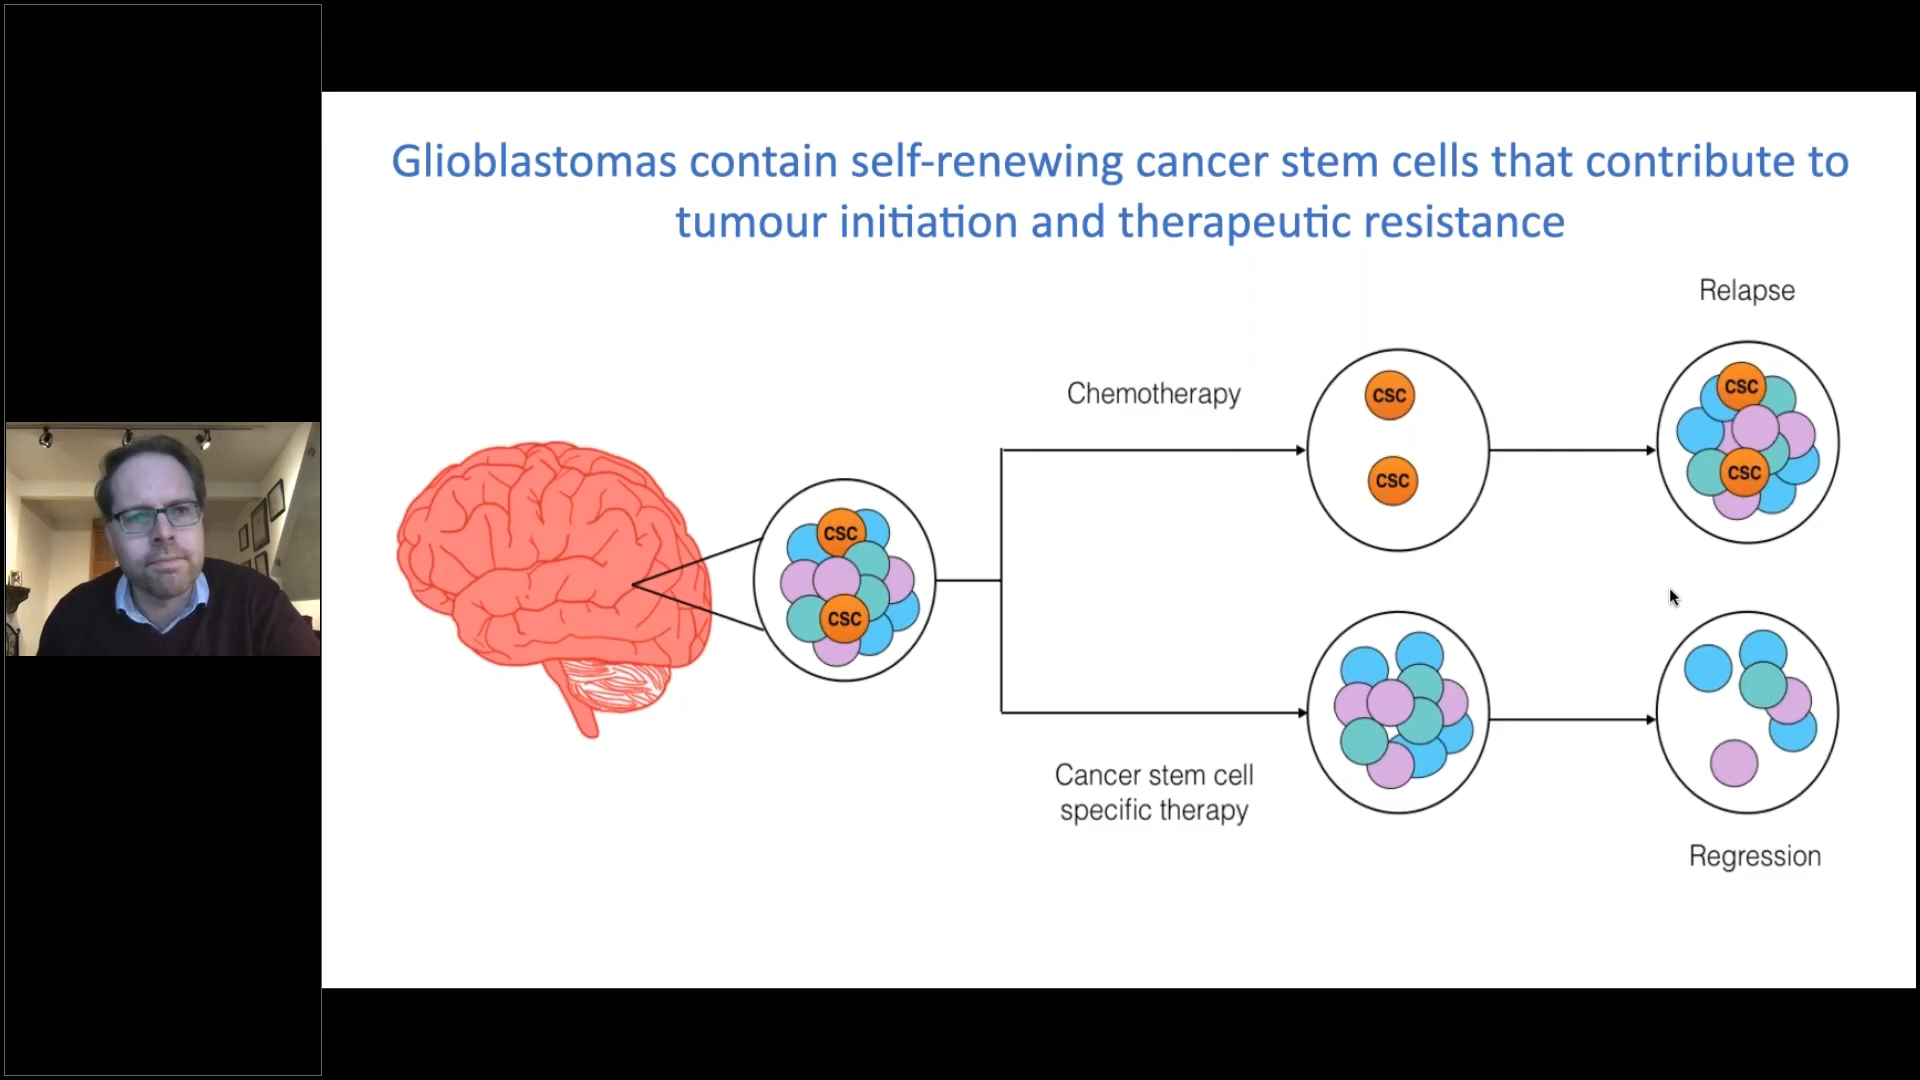 Glioblastomas contain self-renewing cancer stem cells that contribute to
tumour initiation and therapeutic resistance
Relapse
Chemotherapy
CSC
CSC
CSC
CSC
CSC
CSC
Cancer stem cell
specific therapy
Regression